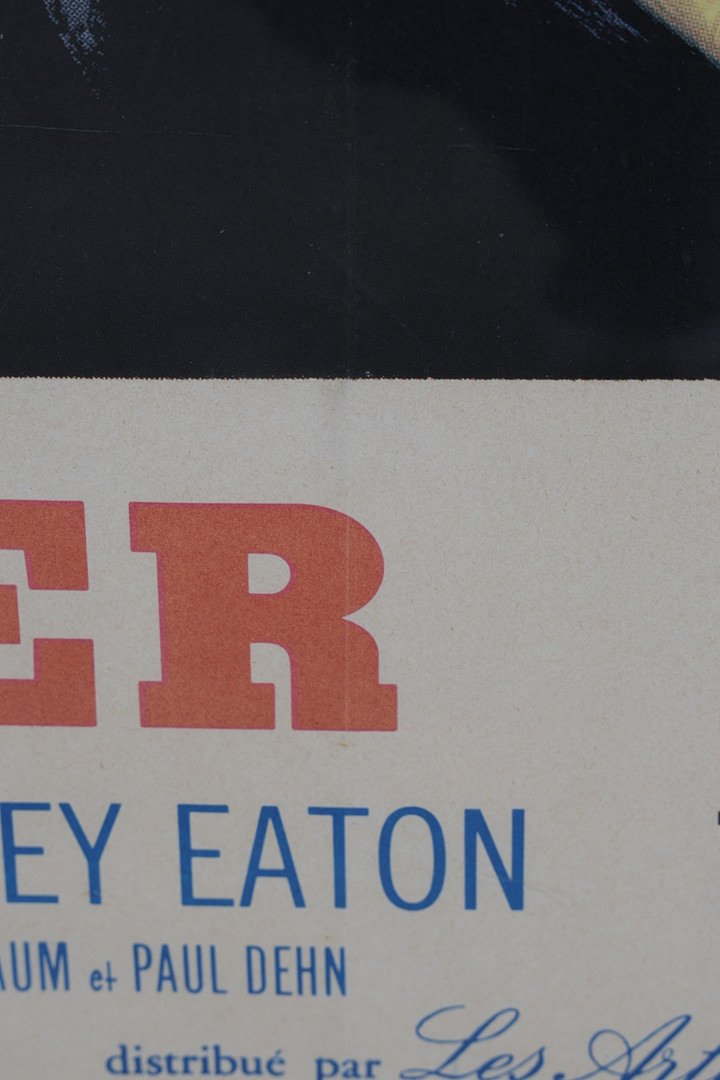 ER
EY EATON
AUM et PAUL DEHN
distribué par Les Art